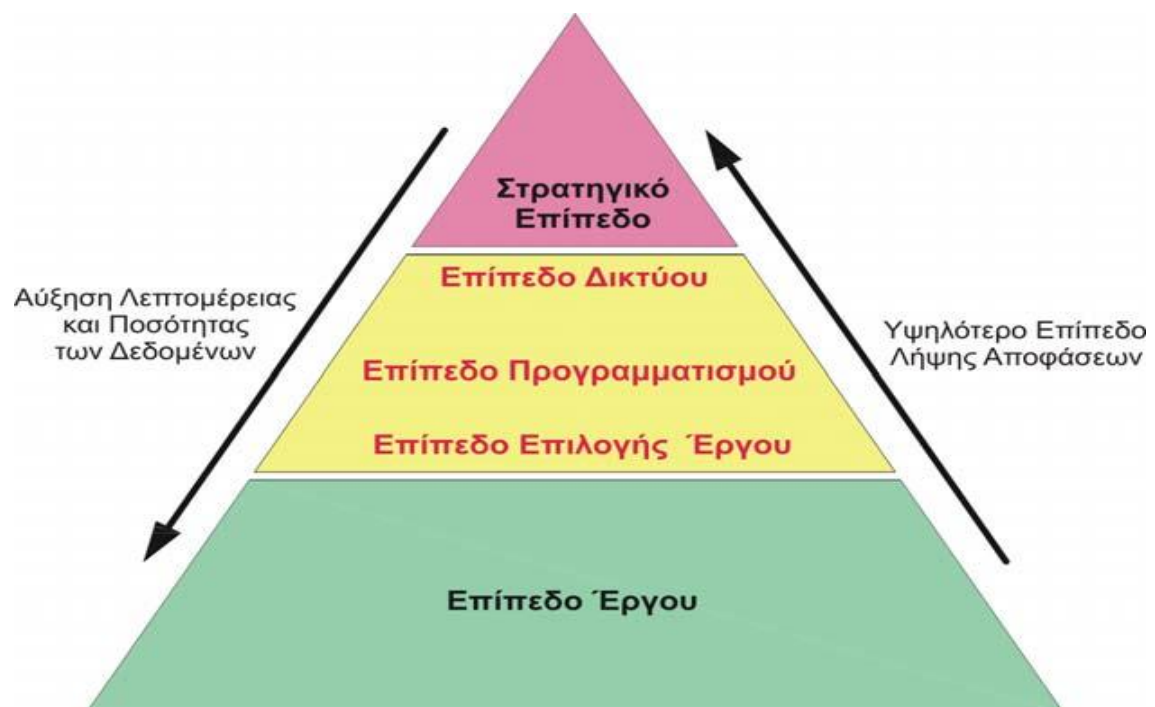 Στρατηγικό
Επίπεδο
Επίπεδο Δικτύου
Αύξηση Λεπτομέρειας
και Ποσότητας
των Δεδομένων
Υψηλότερο Επίπεδο
Λήψης Αποφάσεων
Επίπεδο Προγραμματισμού
Επίπεδο Επιλογής Έργου
Επίπεδο Έργου